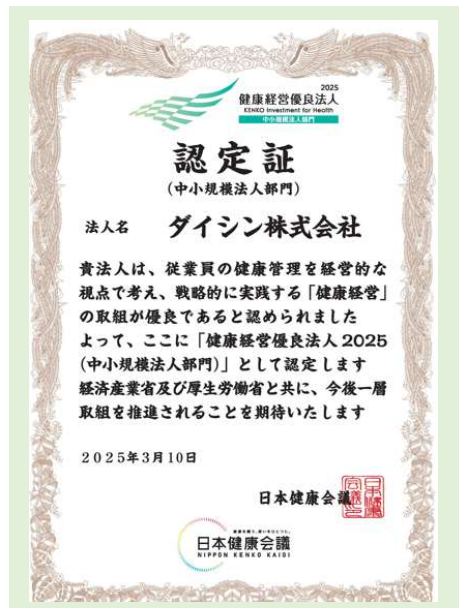 2025
健康経営優良法人
KENKO Investment for Health
中小規模法人部門
認定証
(中小規模法人部門)
法人名 ダイシン株式会社
貴法人は、従業員の健康管理を経営的な
視点で考え、戦略的に実践する「健康経営」
の取組が優良であると認められました
よって、ここに「健康経営優良法人2025
(中小規模法人部門)」として認定します
経済産業省及び厚生労働省と共に、今後一層
取組を推進されることを期待いたします
2025年3月10日
日本健康会議
日本健康会議
NIPPON KENKO KAIGI